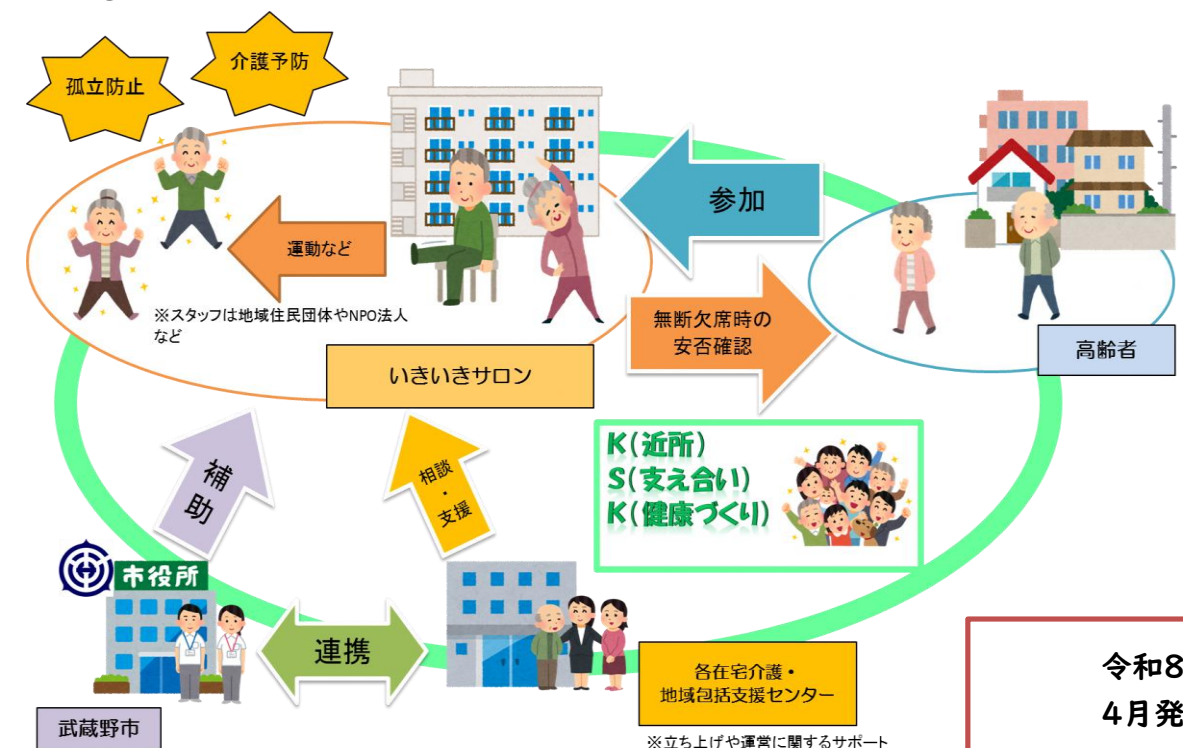 孤立防止
介護予防
参加
運動など
※スタッフは地域住民団体やNPO法人
など
無断欠席時の
安否確認
高齢者
いきいきサロン
補助
相談
・
支援
K(近所)
S(支え合い)
K(健康づくり)
市役所
連携
各在宅介護・
地域包括支援センター
※立ち上げや運営に関するサポート
武蔵野市
令和8
4月発